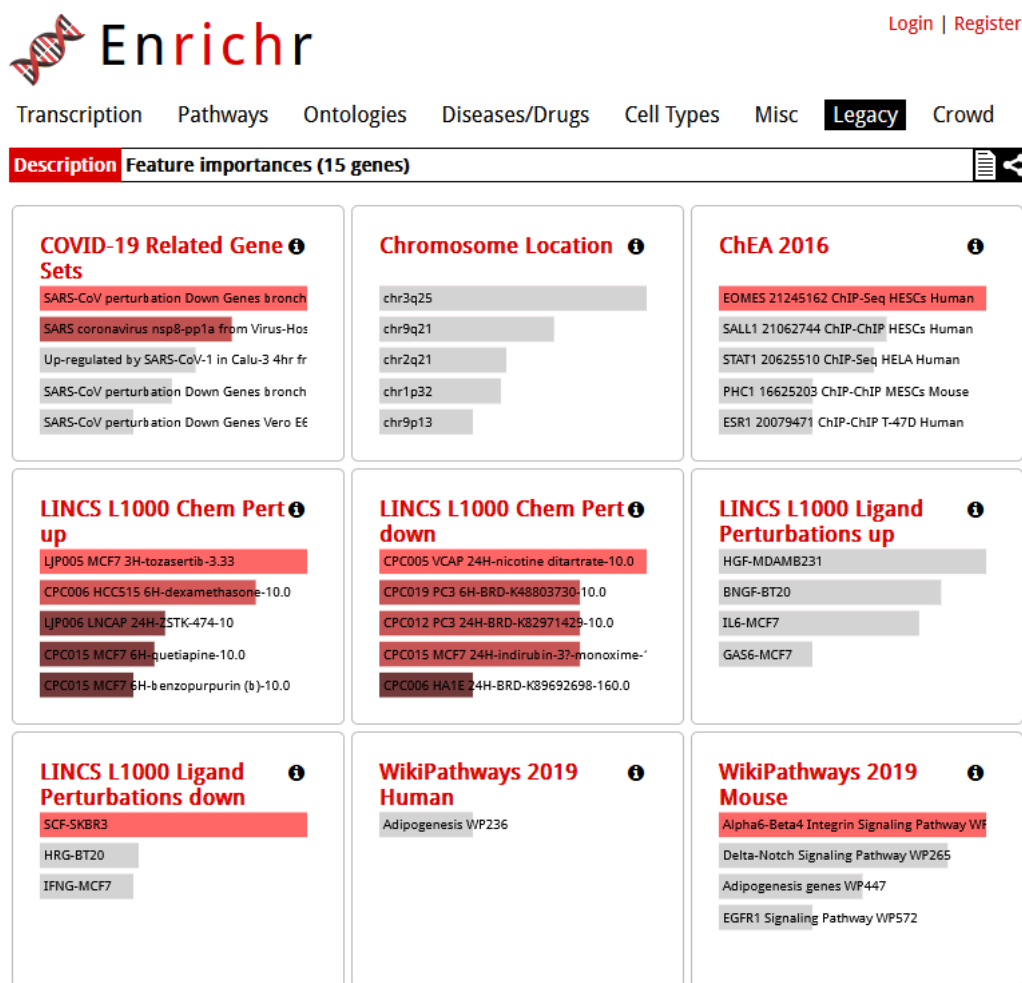 Login | Register
Enrichr
Transcription Pathways Ontologies Diseases/Drugs Cell Types Misc Legacy Crowd
Description Feature importances (15 genes)
COVID-19 Related Gene
Sets
SARS-CoV perturbation Down Genes bronch
SARS coronavirus nsp8-pp1a from Virus-Hos
Up-regulated by SARS-CoV-1 in Calu-3 4hr fr
SARS-CoV perturbation Down Genes bronch
SARS-CoV perturbation Down Genes Vero E6
Chromosome Location
chr3q25
chr9q21
chr2q21
chr1p32
chr9p13
ChEA 2016
EOMES 21245162 ChIP-Seq HESCs Human
SALL1 21062744 ChIP-ChIP HESCs Human
STAT1 20625510 ChIP-Seq HELA Human
PHC1 16625203 ChIP-ChIP MESCs Mouse
ESR1 20079471 ChIP-ChIP T-47D Human
LINCS L1000 Chem Pert
up
LJP005 MCF7 3H-tozasertib-3.33
CPC006 HCC515 6H-dexamethasone-10.0
LJP006 LNCAP 24H-ZSTK-474-10
CPC015 MCF7 6H-quetiapine-10.0
CPC015 MCF7 6H-benzopurpurin (b)-10.0
LINCS L1000 Chem Pert
down
CPC005 VCAP 24H-nicotine ditartrate-10.0
CPC019 PC3 6H-BRD-K48803730-10.0
CPC012 PC3 24H-BRD-K82971429-10.0
CPC015 MCF7 24H-indirubin-3?-monoxime-
CPC006 HA1E 24H-BRD-K89692698-160.0
LINCS L1000 Ligand
Perturbations up
HGF-MDAMB231
BNGF-BT20
IL6-MCF7
GAS6-MCF7
LINCS L1000 Ligand
Perturbations down
SCF-SKBR3
HRG-BT20
IFNG-MCF7
WikiPathways 2019
Human
Adipogenesis WP236
WikiPathways 2019
Mouse
Alpha6-Beta4 Integrin Signaling Pathway WP
Delta-Notch Signaling Pathway WP265
Adipogenesis genes WP447
EGFR1 Signaling Pathway WP572